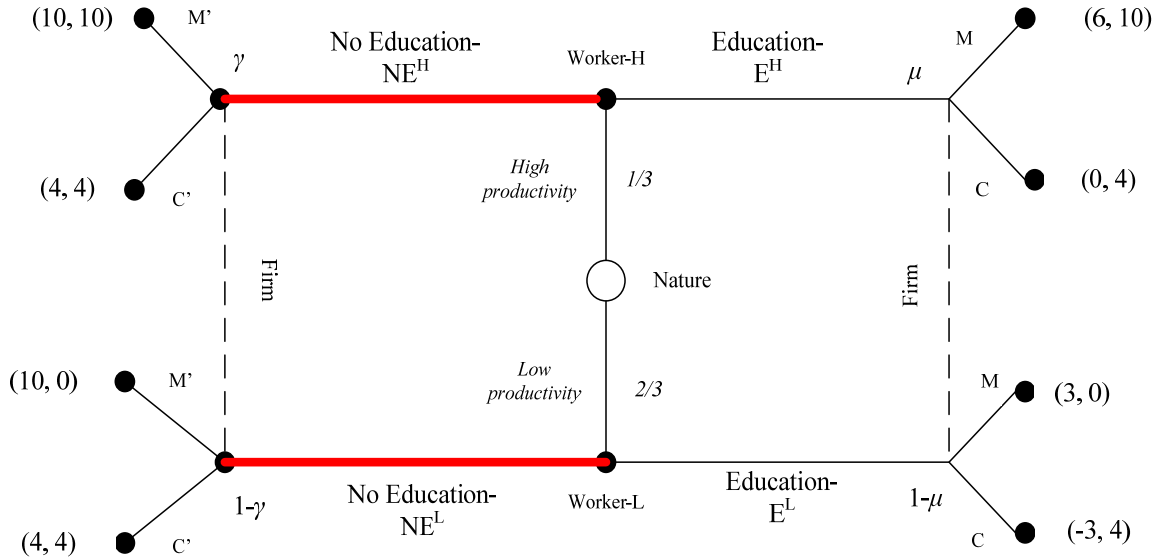 (10, 10)
M’
No Education-
NE^H
Worker-H
Education-
E^H
M
(6, 10)
γ
μ
(4, 4)
C’
High
productivity
1/3
C
(0, 4)
Firm
Nature
Firm
(10, 0)
M’
Low
productivity
2/3
M
(3, 0)
1-γ
No Education-
NE^L
Worker-L
Education-
E^L
1-μ
(4, 4)
C’
C
(-3, 4)